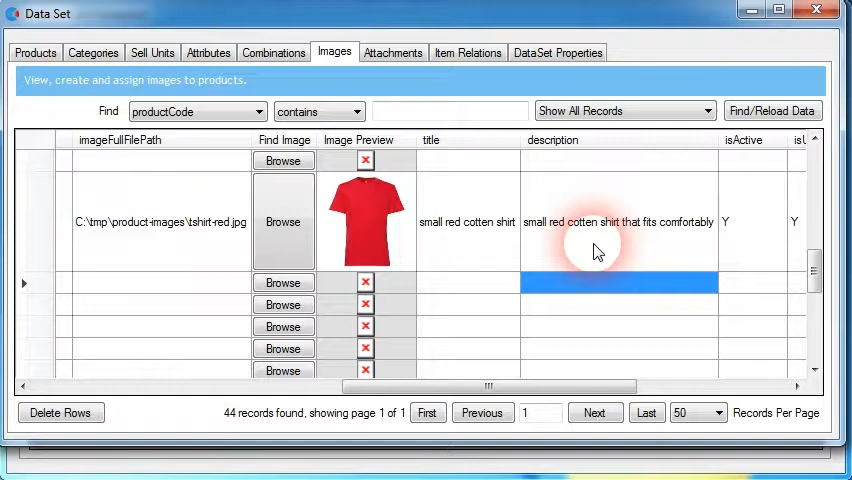 Data Set
Products Categories Sell Units Attributes Combinations Images Attachments Item Relations DataSet Properties
View, create and assign images to products.
Find productCode contains Show All Records Find/Reload Data
imageFullFilePath Find Image Image Preview title description isActive
Browse
C:\tmp\product-images\tshirt-red.jpg Browse small red cotten shirt small red cotten shirt that fits comfortably Y Y
Browse
Browse
Browse
Browse
Browse
Delete Rows 44 records found, showing page 1 of 1 First Previous 1 Next Last 50 Records Per Page